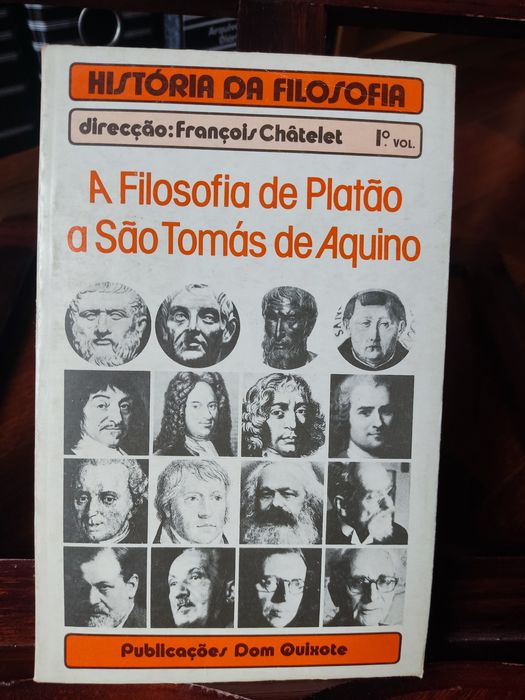 HISTÓRIA DA FILOSOFIA
direcção: François Châtelet 1º. VOL.
A Filosofia de Platão
a São Tomás de Aquino
Publicações Dom Quixote